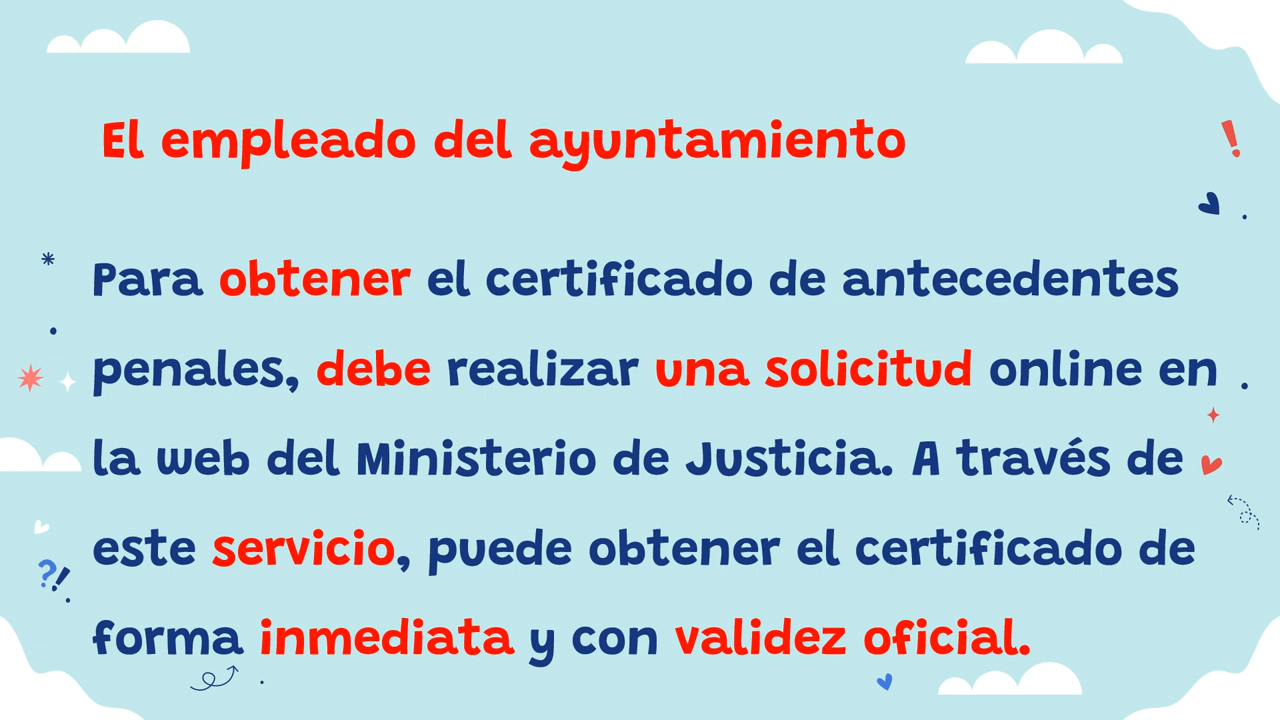 El empleado del ayuntamiento
Para obtener el certificado de antecedentes
penales, debe realizar una solicitud online en
la web del Ministerio de Justicia. A través de
este servicio, puede obtener el certificado de
forma inmediata y con validez oficial.